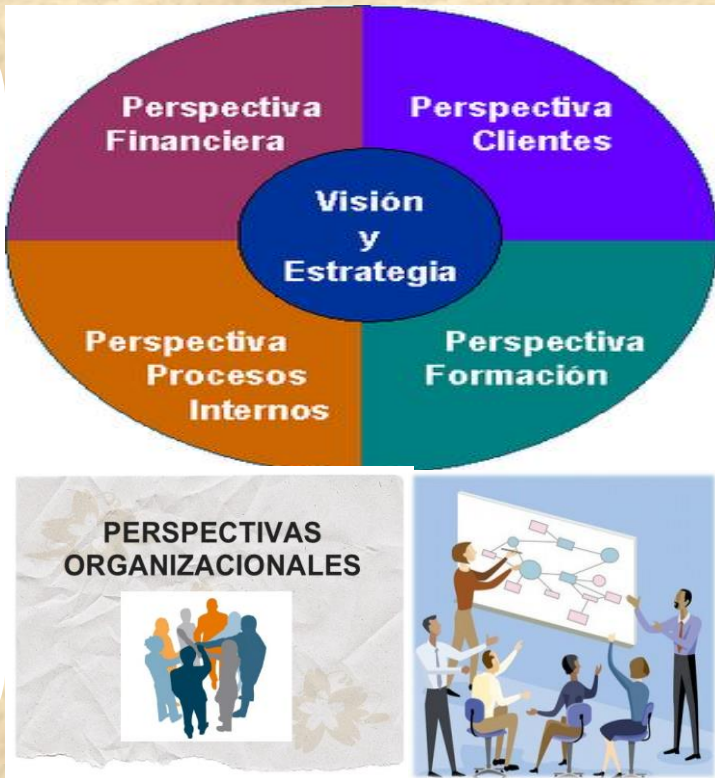 Perspectiva
Financiera
Perspectiva
Clientes
Visión
y
Estrategia
Perspectiva
Procesos
Internos
Perspectiva
Formación
PERSPECTIVAS
ORGANIZACIONALES